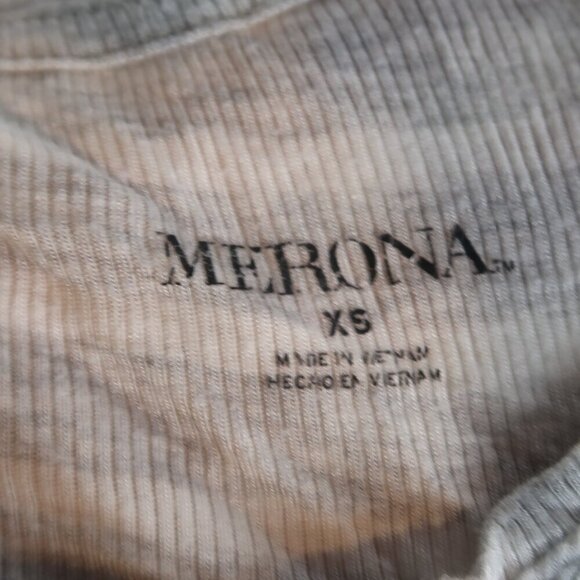 MERONA™
XS
MADE IN VIETNAM
HECHO EN VIETNAM